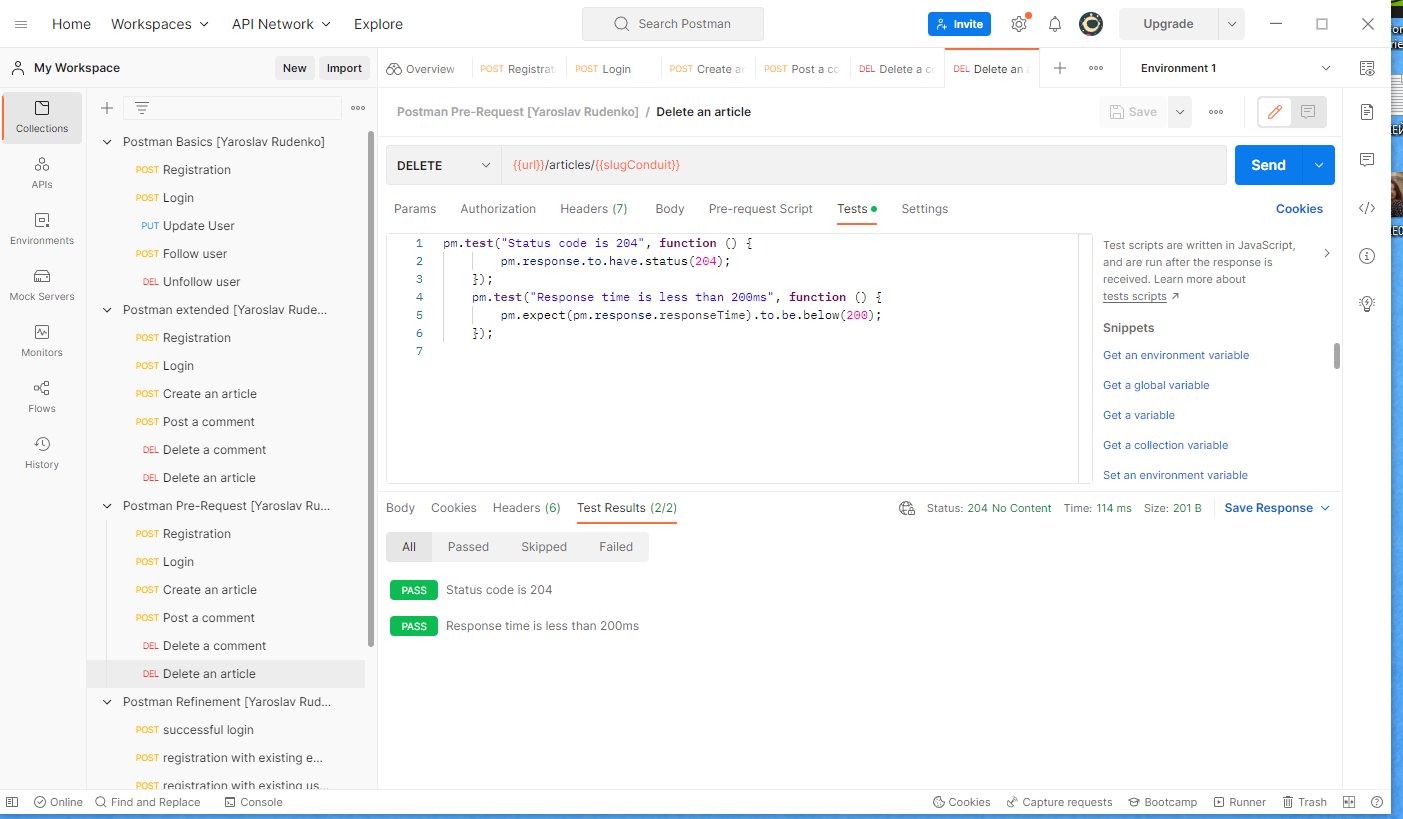 Home Workspaces API Network Explore
Search Postman
Invite
Upgrade
My Workspace
New
Import
Overview
POST Registrat
POST Login
POST Create ar
POST Post a co
DEL Delete a c
DEL Delete an
Environment 1
Collections
APIs
Environments
Mock Servers
Monitors
Flows
History
Postman Basics [Yaroslav Rudenko]
POST Registration
POST Login
PUT Update User
POST Follow user
DEL Unfollow user
Postman extended [Yaroslav Rude...
POST Registration
POST Login
POST Create an article
POST Post a comment
DEL Delete a comment
DEL Delete an article
Postman Pre-Request [Yaroslav Ru...
POST Registration
POST Login
POST Create an article
POST Post a comment
DEL Delete a comment
DEL Delete an article
Postman Refinement [Yaroslav Rud...
POST successful login
POST registration with existing e...
POST registration with existing us...
Postman Pre-Request [Yaroslav Rudenko] / Delete an article
Save
DELETE
{{url}}/articles/{{slugConduit}}
Send
Params Authorization Headers (7) Body Pre-request Script Tests Settings
Cookies
1 pm.test("Status code is 204", function () {
2 pm.response.to.have.status(204);
3 });
4 pm.test("Response time is less than 200ms", function () {
5 pm.expect(pm.response.responseTime).to.be.below(200);
6 });
7
Test scripts are written in JavaScript,
and are run after the response is
received. Learn more about
tests scripts
Snippets
Get an environment variable
Get a global variable
Get a variable
Get a collection variable
Set an environment variable
Body Cookies Headers (6) Test Results (2/2)
Status: 204 No Content Time: 114 ms Size: 201 B
Save Response
All Passed Skipped Failed
PASS Status code is 204
PASS Response time is less than 200ms
Online
Find and Replace
Console
Cookies
Capture requests
Bootcamp
Runner
Trash